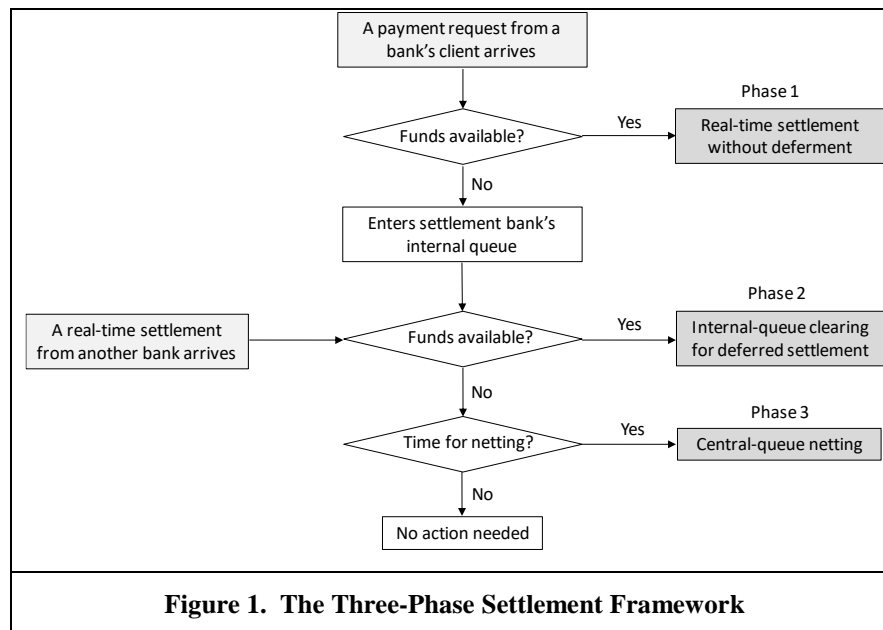 A payment request from a
bank's client arrives
Phase 1
Funds available?
Yes
Real-time settlement
without deferment
No
Enters settlement bank's
internal queue
Phase 2
A real-time settlement
from another bank arrives
Funds available?
Yes
Internal-queue clearing
for deferred settlement
No
Phase 3
Time for netting?
Yes
Central-queue netting
No
No action needed
Figure 1. The Three-Phase Settlement Framework